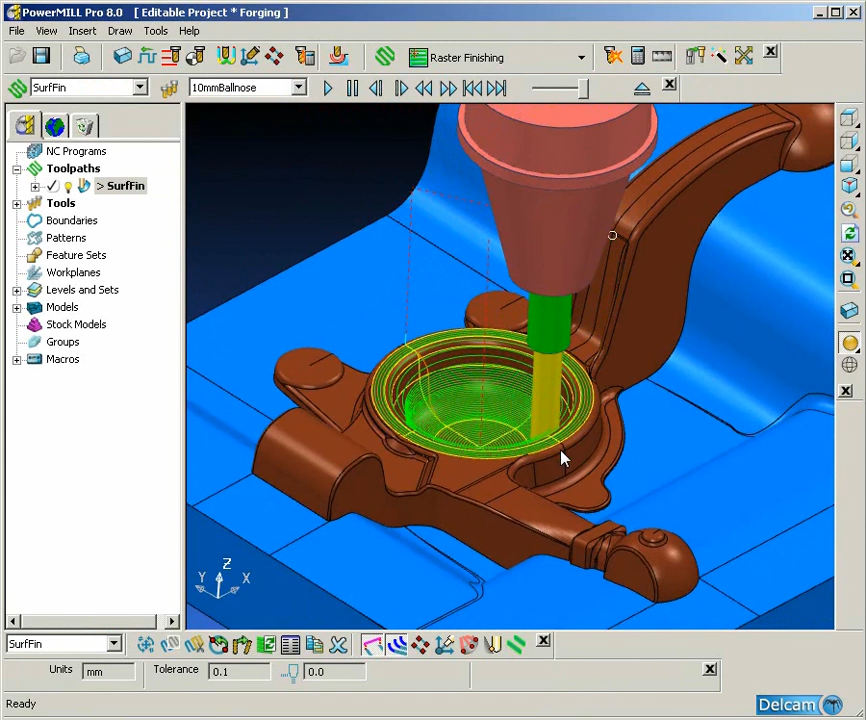 PowerMILL Pro 8.0    [ Editable Project * Forging ]
File View Insert Draw Tools Help
Raster Finishing
SurfFin 10mmBallnose
NC Programs
Toolpaths
> SurfFin
Tools
Boundaries
Patterns
Feature Sets
Workplanes
Levels and Sets
Models
Stock Models
Groups
Macros
Z
Y X
SurfFin
Units mm Tolerance 0.1 0.0
Ready
Delcam